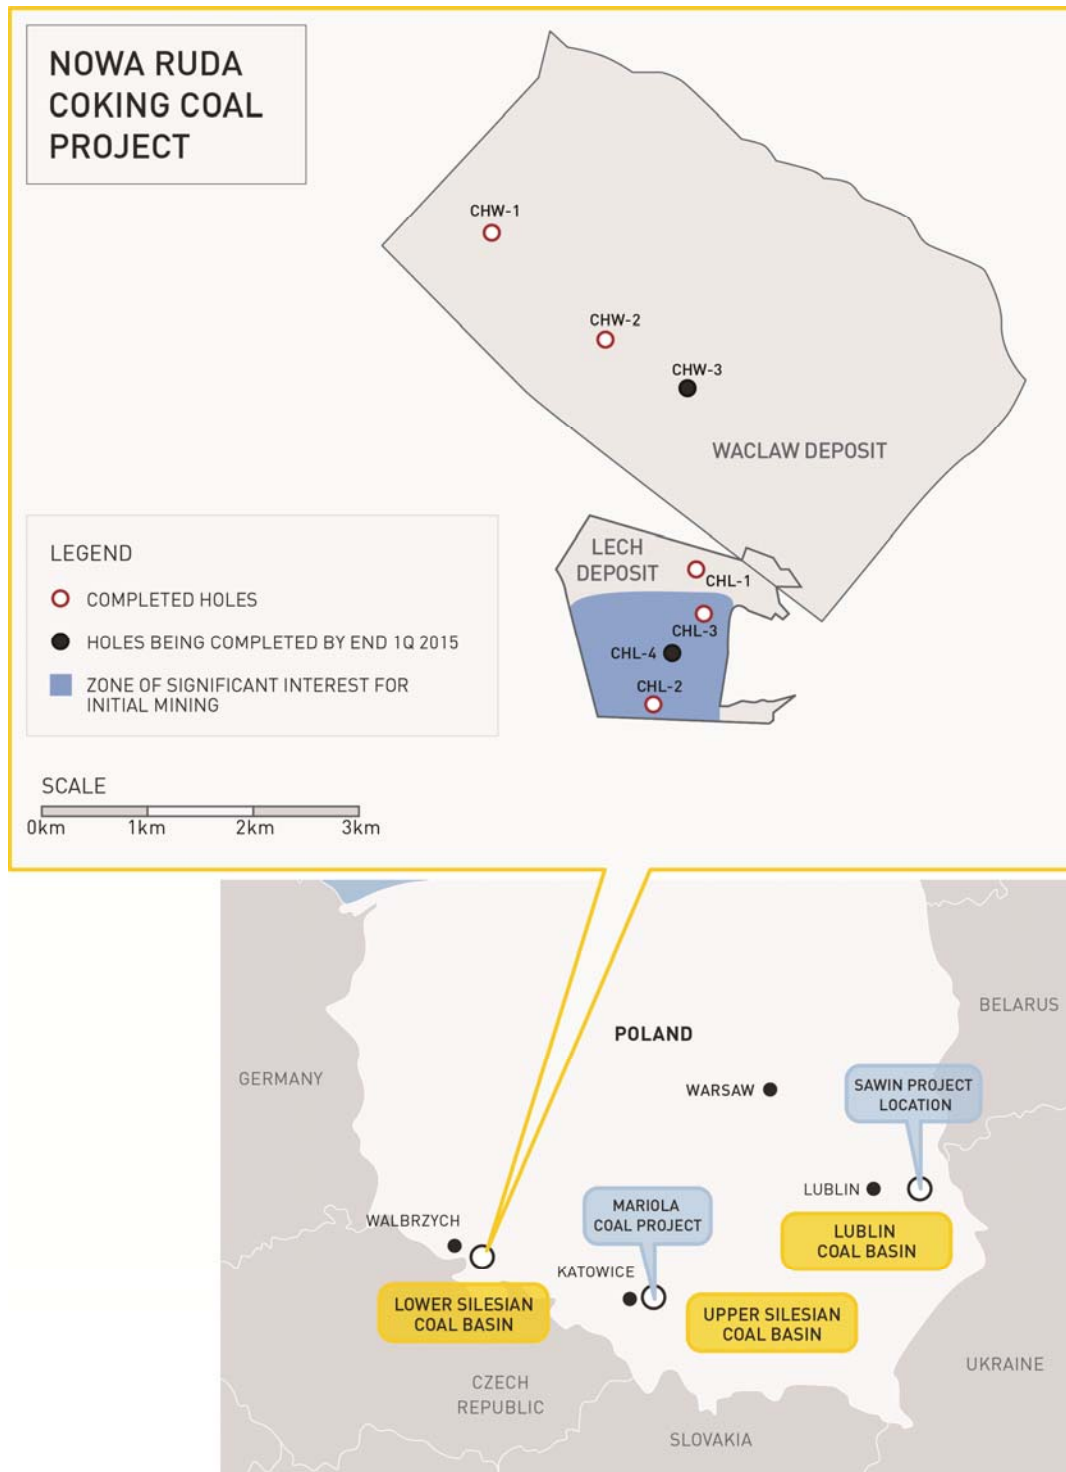 NOWA RUDA
COKING COAL
PROJECT
CHW-1
CHW-2
CHW-3
WACLAW DEPOSIT
LECH
DEPOSIT
CHL-1
CHL-3
CHL-4
CHL-2
LEGEND
COMPLETED HOLES
HOLES BEING COMPLETED BY END 1Q 2015
ZONE OF SIGNIFICANT INTEREST FOR
INITIAL MINING
SCALE
0km 1km 2km 3km
BELARUS
POLAND
GERMANY
WARSAW
SAWIN PROJECT
LOCATION
LUBLIN
MARIOLA
COAL PROJECT
WALBRZYCH
LUBLIN
COAL BASIN
KATOWICE
LOWER SILESIAN
COAL BASIN
UPPER SILESIAN
COAL BASIN
UKRAINE
CZECH
REPUBLIC
SLOVAKIA